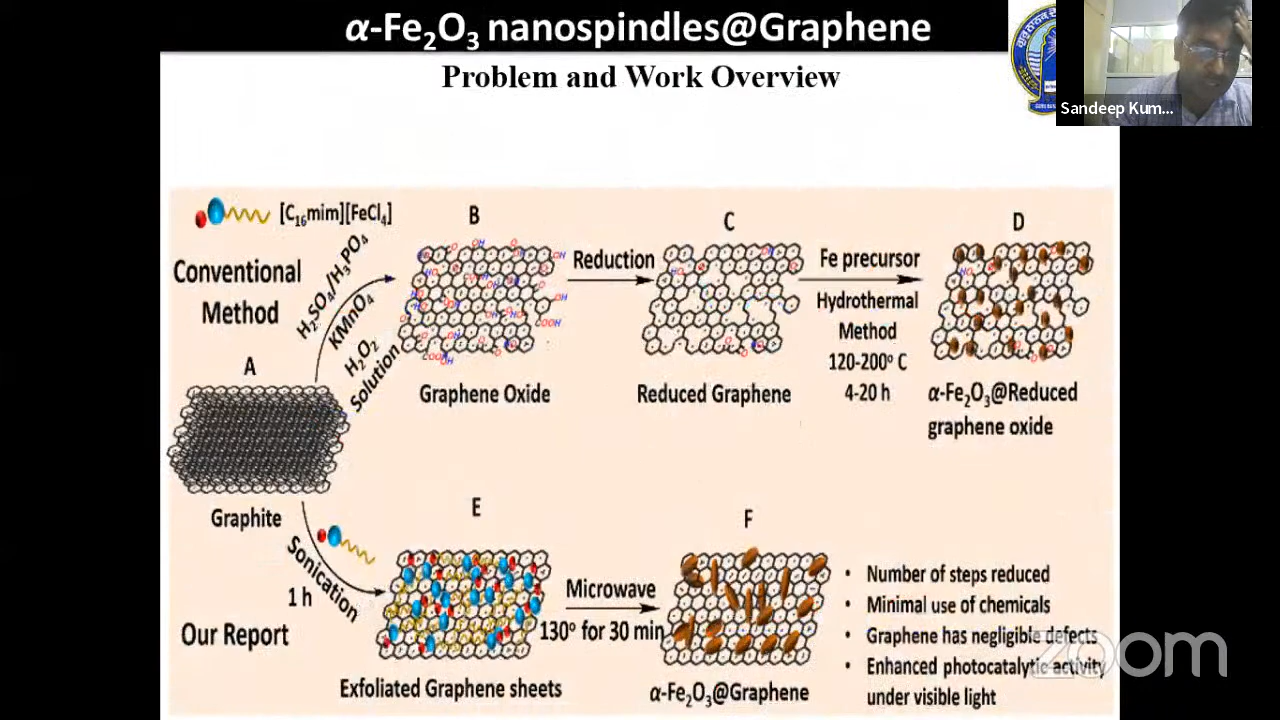 α-Fe₂O₃ nanospindles@Graphene
Problem and Work Overview
Sandeep Kum...
[C₁₆mim][FeCl₄]
Conventional
Method
H₂SO₄/H₃PO₄
KMnO₄
H₂O₂
Solution
A
Graphite
B
Graphene Oxide
Reduction
C
Reduced Graphene
Fe precursor
Hydrothermal
Method
120-200° C
4-20 h
D
α-Fe₂O₃@Reduced
graphene oxide
Sonication
1 h
Our Report
E
Exfoliated Graphene sheets
Microwave
130° for 30 min
F
α-Fe₂O₃@Graphene
• Number of steps reduced
• Minimal use of chemicals
• Graphene has negligible defects
• Enhanced photocatalytic activity
under visible light
zoom